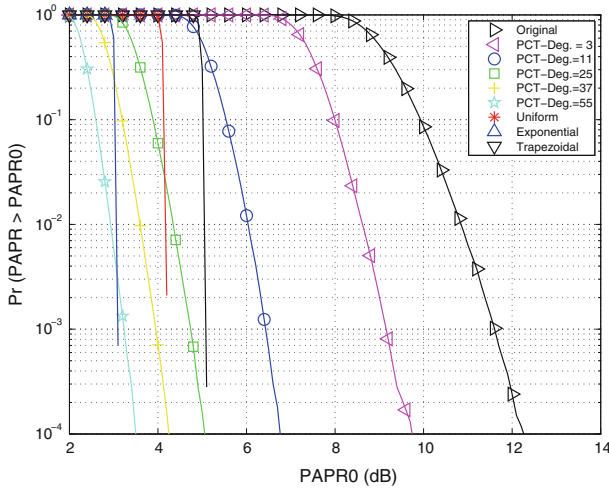 Pr (PAPR > PAPR0)
10^0
10^-1
10^-2
10^-3
10^-4
Original
PCT-Deg. = 3
PCT-Deg.=11
PCT-Deg.=25
PCT-Deg.=37
PCT-Deg.=55
Uniform
Exponential
Trapezoidal
2 4 6 8 10 12 14
PAPR0 (dB)